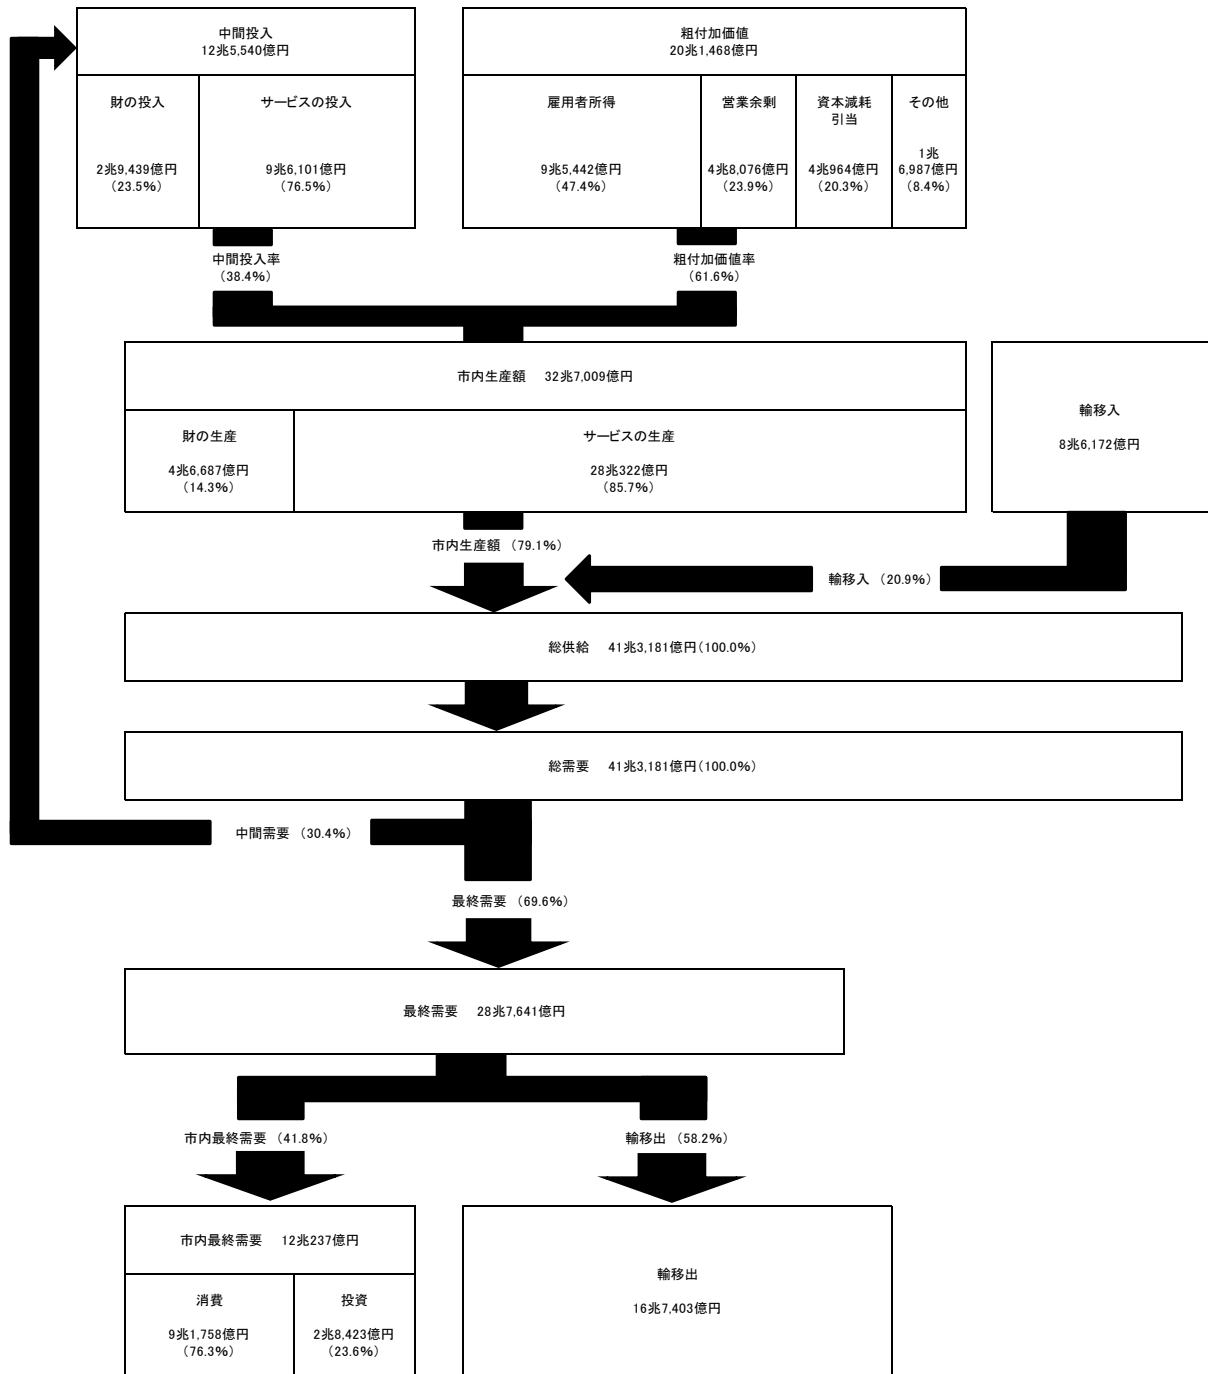 中間投入
12兆5,540億円
粗付加価値
20兆1,468億円
財の投入
2兆9,439億円
（23.5%）
サービスの投入
9兆6,101億円
（76.5%）
雇用者所得
9兆5,442億円
（47.4%）
営業余剰
4兆8,076億円
（23.9%）
資本減耗
引当
4兆964億円
（20.3%）
その他
1兆
6,987億円
（8.4%）
中間投入率
（38.4%）
粗付加価値率
（61.6%）
市内生産額　32兆7,009億円
財の生産
4兆6,687億円
（14.3%）
サービスの生産
28兆322億円
（85.7%）
輸移入
8兆6,172億円
市内生産額 （79.1%）
輸移入 （20.9%）
総供給　41兆3,181億円（100.0%）
総需要　41兆3,181億円（100.0%）
中間需要 （30.4%）
最終需要 （69.6%）
最終需要　28兆7,641億円
市内最終需要 （41.8%）
輸移出 （58.2%）
市内最終需要　12兆237億円
消費
9兆1,758億円
（76.3%）
投資
2兆8,423億円
（23.6%）
輸移出
16兆7,403億円